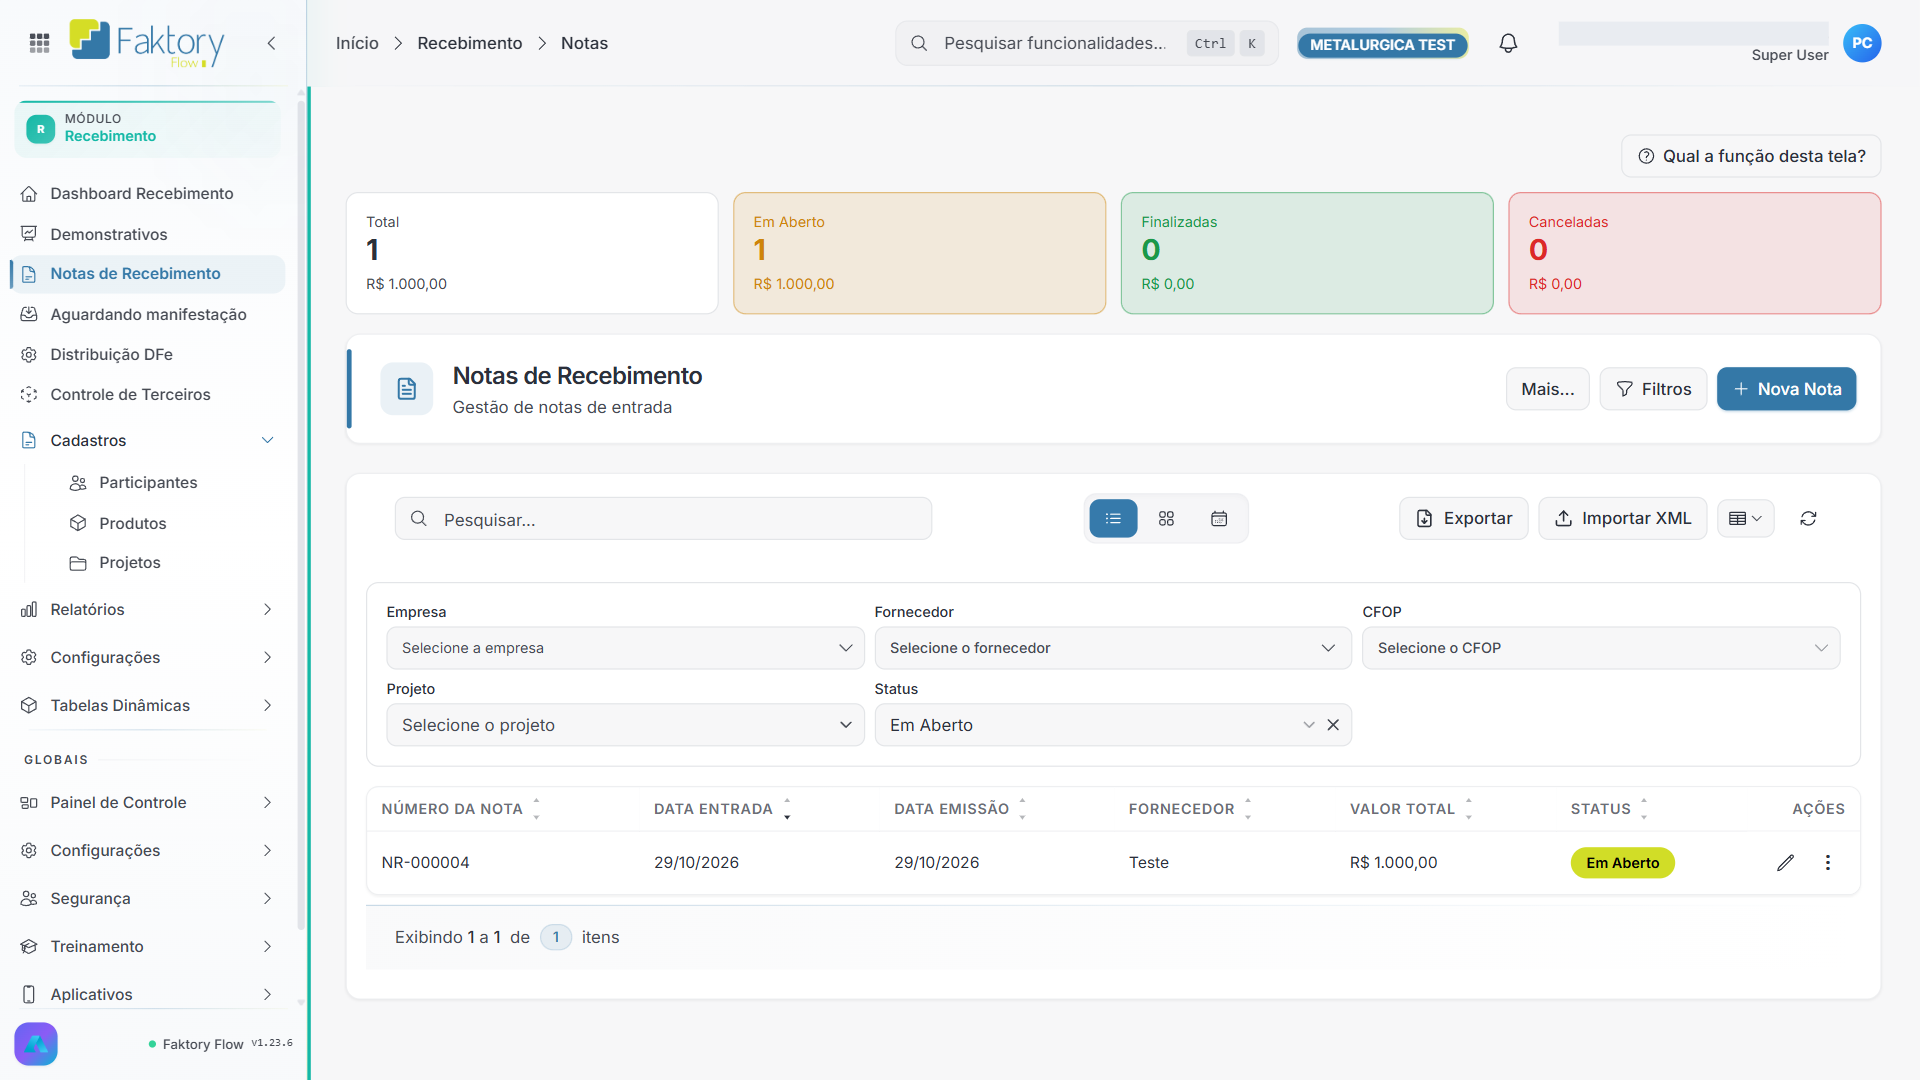 Faktory
Flow
Início
Recebimento
Notas
Pesquisar funcionalidades...
Ctrl
K
METALURGICA TEST
Super User
PC
R
MÓDULO
Recebimento
Dashboard Recebimento
Demonstrativos
Notas de Recebimento
Aguardando manifestação
Distribuição DFe
Controle de Terceiros
Cadastros
Participantes
Produtos
Projetos
Relatórios
Configurações
Tabelas Dinâmicas
GLOBAIS
Painel de Controle
Configurações
Segurança
Treinamento
Aplicativos
Faktory Flow v1.23.6
Qual a função desta tela?
Total
1
R$ 1.000,00
Em Aberto
1
R$ 1.000,00
Finalizadas
0
R$ 0,00
Canceladas
0
R$ 0,00
Notas de Recebimento
Gestão de notas de entrada
Mais...
Filtros
Nova Nota
Pesquisar...
Exportar
Importar XML
Empresa
Selecione a empresa
Fornecedor
Selecione o fornecedor
CFOP
Selecione o CFOP
Projeto
Selecione o projeto
Status
Em Aberto
NÚMERO DA NOTA DATA ENTRADA DATA EMISSÃO FORNECEDOR VALOR TOTAL STATUS AÇÕES
NR-000004 29/10/2026 29/10/2026 Teste R$ 1.000,00 Em Aberto
Exibindo 1 a 1 de 1 itens